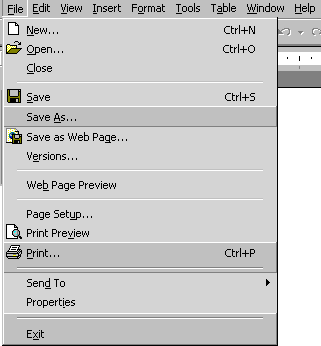 File Edit View Insert Format Tools Table Window Help
New... Ctrl+N
Open... Ctrl+O
Close
Save Ctrl+S
Save As...
Save as Web Page...
Versions...
Web Page Preview
Page Setup...
Print Preview
Print... Ctrl+P
Send To
Properties
Exit